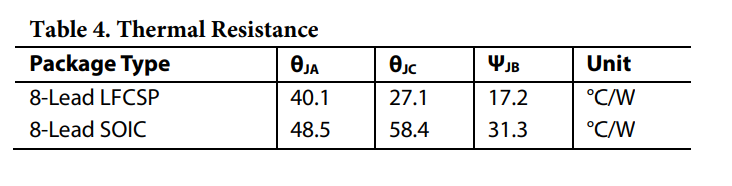 Table 4. Thermal Resistance
Package Type θJA θJC ΨJB Unit
8-Lead LFCSP 40.1 27.1 17.2 °C/W
8-Lead SOIC 48.5 58.4 31.3 °C/W